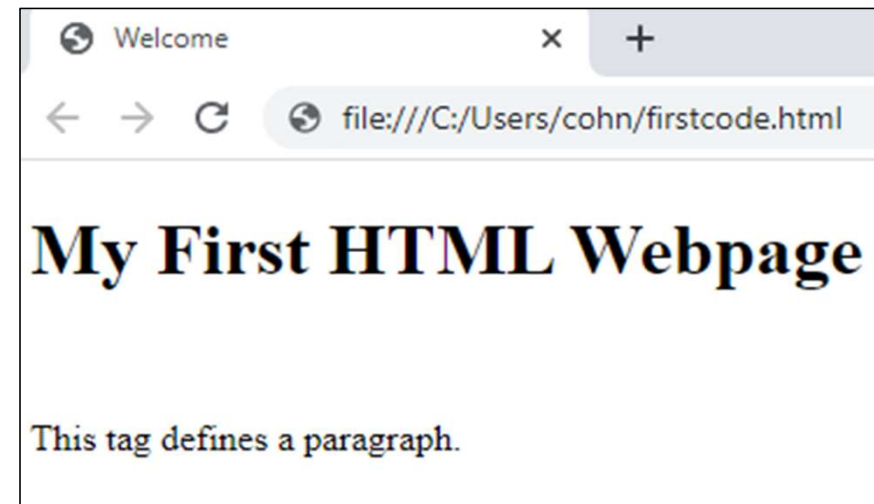 Welcome
file:///C:/Users/cohn/firstcode.html
My First HTML Webpage
This tag defines a paragraph.